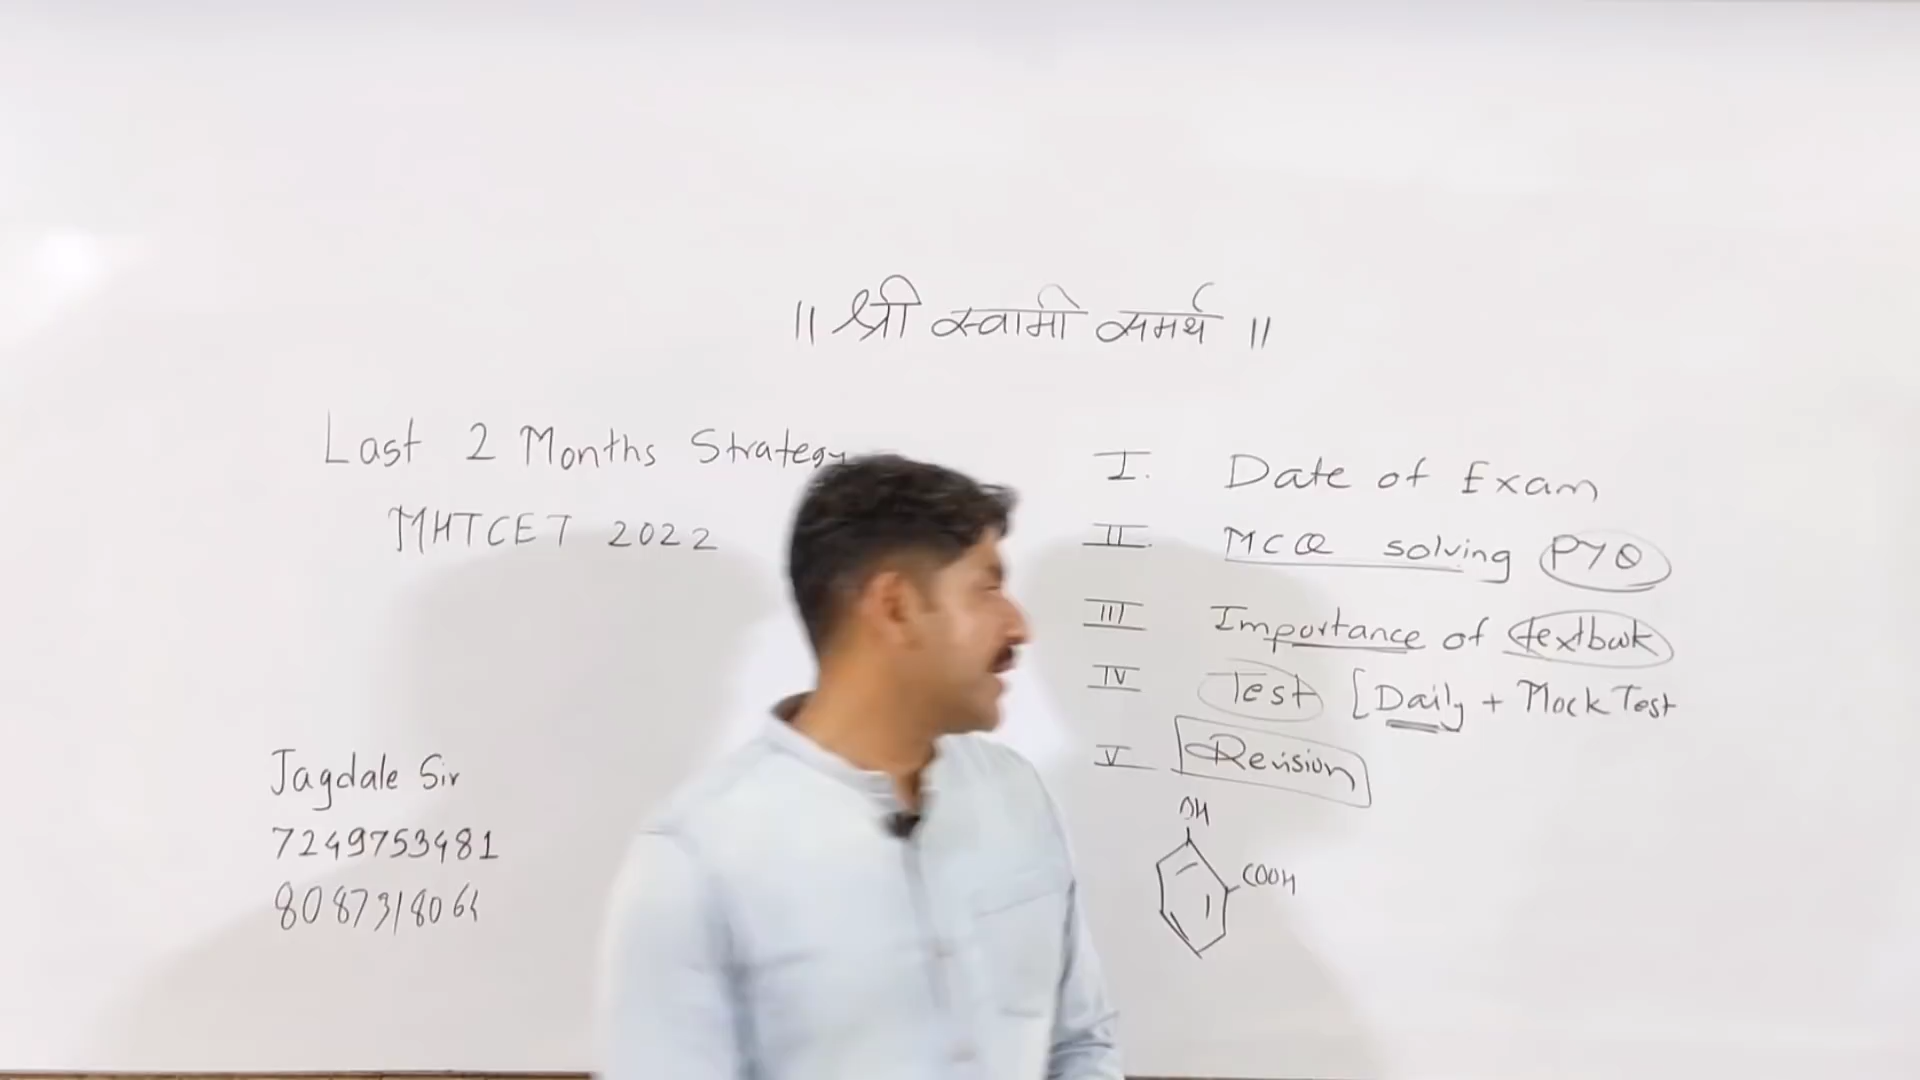 ॥ श्री स्वामी समर्थ ॥
Last 2 Months Strategy
MHTCET 2022
Jagdale Sir
7249753481
8087318064
I. Date of Exam
II. MCQ solving PYQ
III Importance of textbook
IV Test [Daily + Mock Test
V Revision
OH
COOH